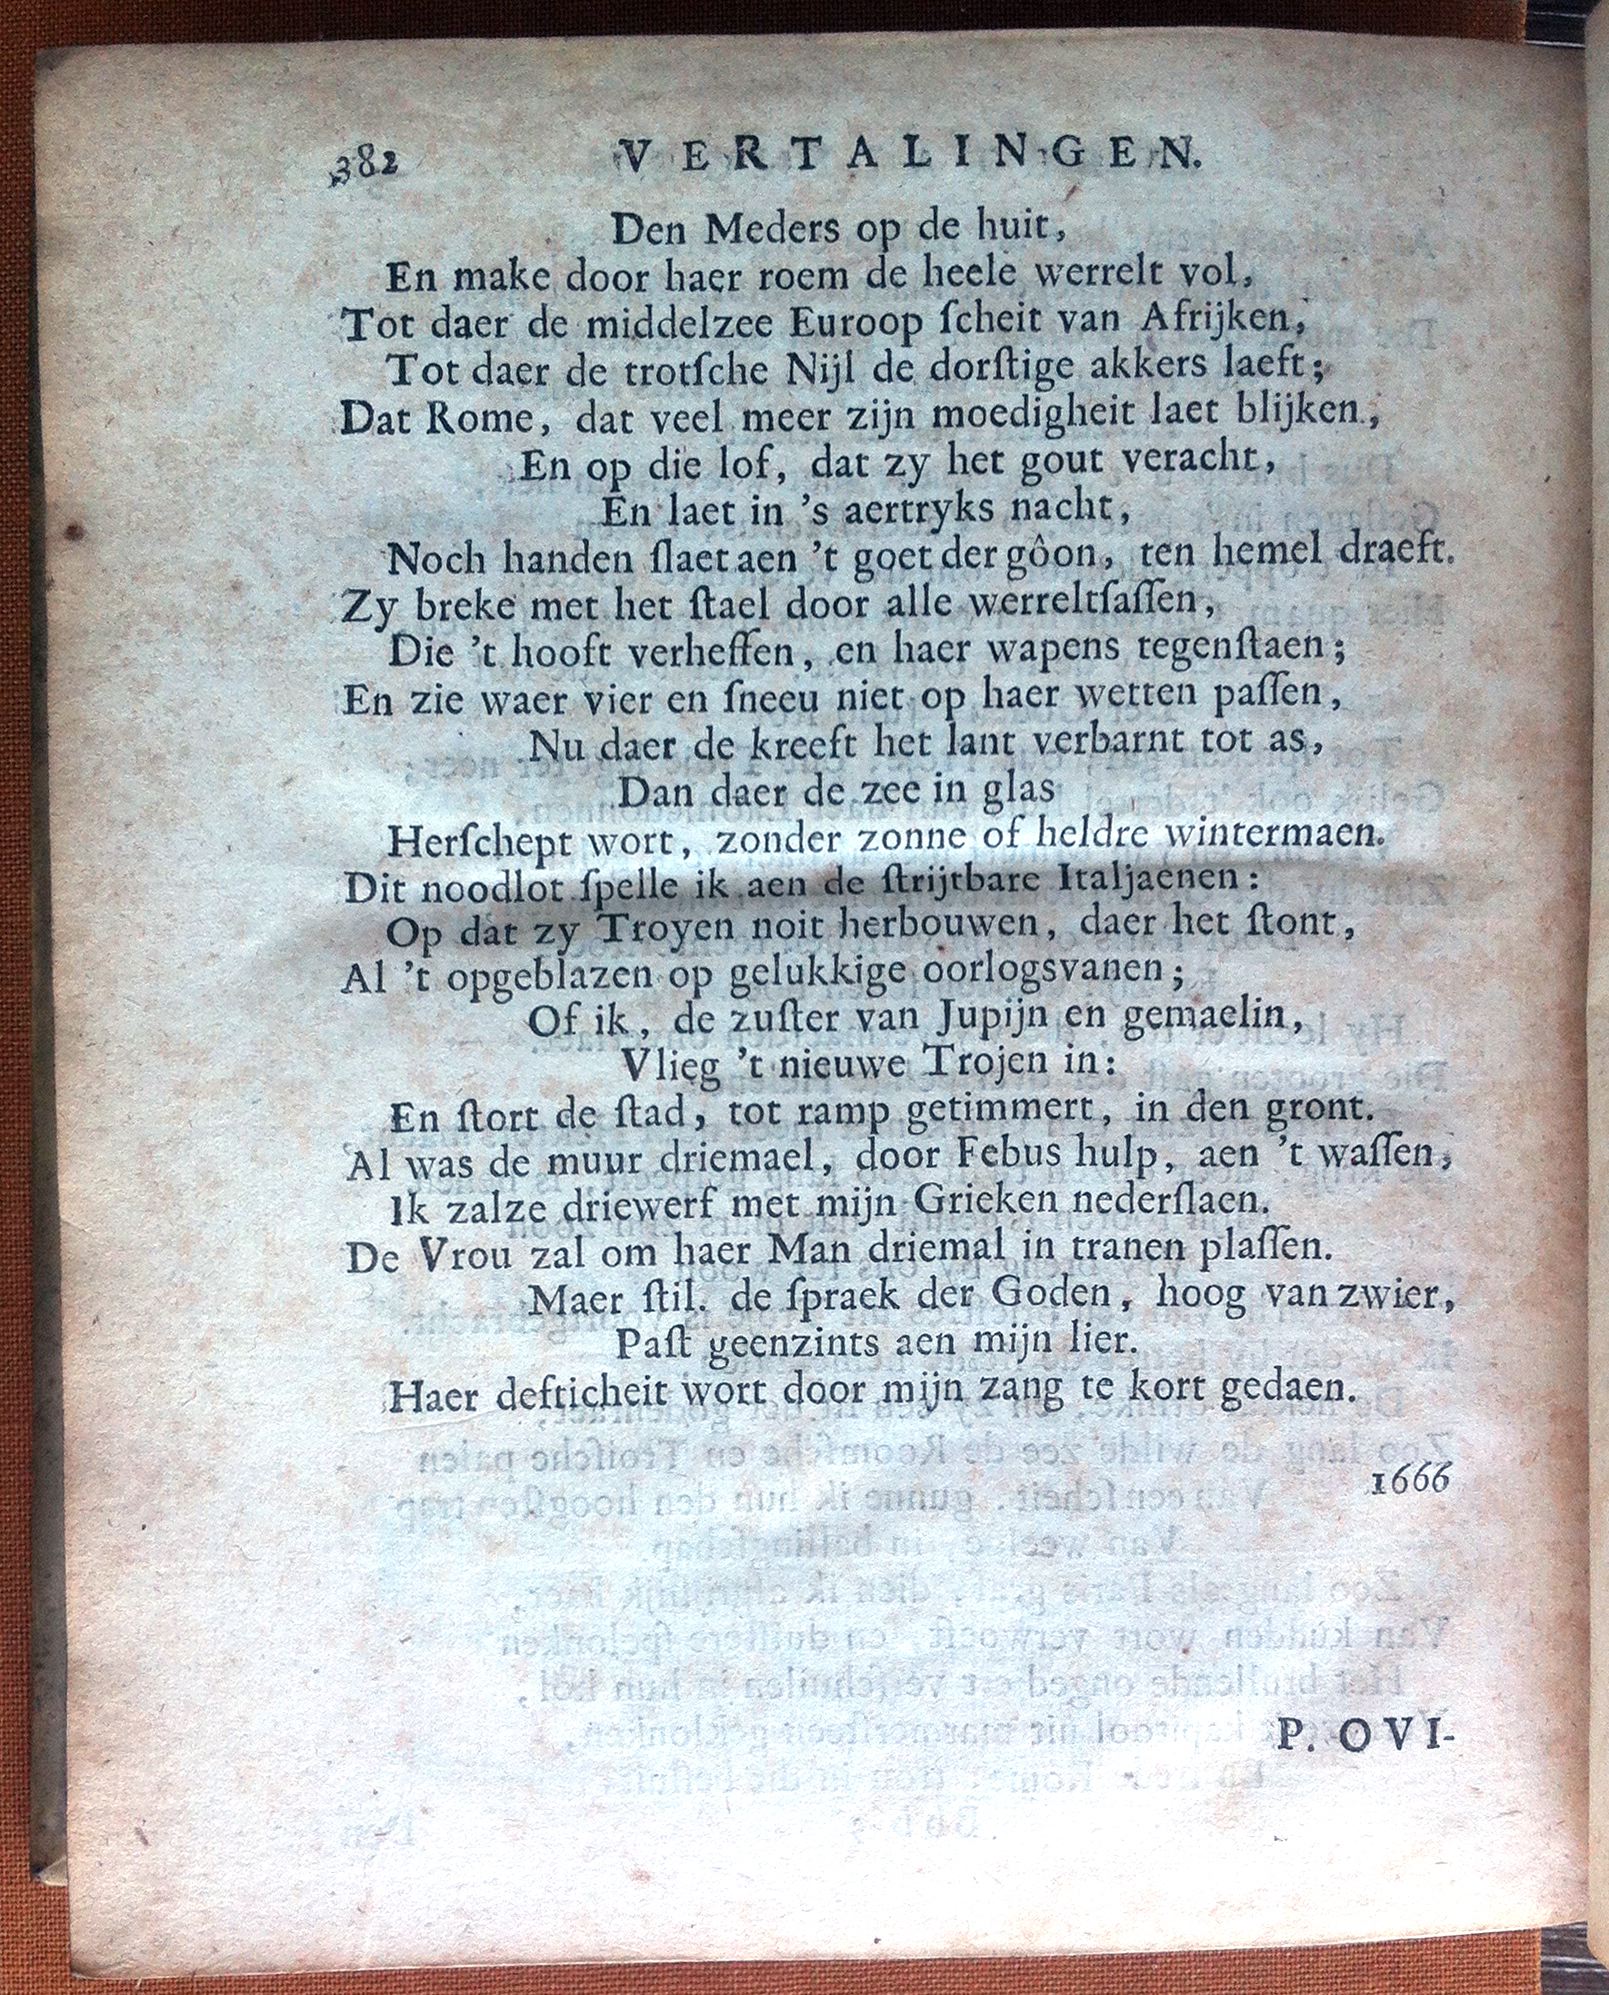 382 VERTALINGEN.
Den Meders op de huit,
En make door haer roem de heele werrelt vol,
Tot daer de middelzee Euroop ſcheit van Afrijken,
Tot daer de trotſche Nijl de dorſtige akkers laeft;
Dat Rome, dat veel meer zijn moedigheit laet blijken,
En op die lof, dat zy het gout veracht,
En laet in 's aertryks nacht,
Noch handen ſlaet aen 't goet der gôon, ten hemel draeft.
Zy breke met het ſtael door alle werreltſaſſen,
Die 't hooft verheffen, en haer wapens tegenſtaen;
En zie waer vier en ſneeu niet op haer wetten paſſen,
Nu daer de kreeft het lant verbarnt tot as,
Dan daer de zee in glas
Herſchept wort, zonder zonne of heldre wintermaen.
Dit noodlot ſpelle ik aen de ſtrijtbare Italjaenen:
Op dat zy Troyen noit herbouwen, daer het ſtont,
Al 't opgeblazen op gelukkige oorlogsvanen;
Of ik, de zuſter van Jupijn en gemaelin,
Vlieg 't nieuwe Trojen in:
En ſtort de ſtad, tot ramp getimmert, in den gront.
Al was de muur driemael, door Febus hulp, aen 't waſſen,
Ik zalze driewerf met mijn Grieken nederſlaen.
De Vrou zal om haer Man driemal in tranen plaſſen.
Maer ſtil. de ſpraek der Goden, hoog van zwier,
Paſt geenzints aen mijn lier.
Haer defticheit wort door mijn zang te kort gedaen.
1666
P. OVI-